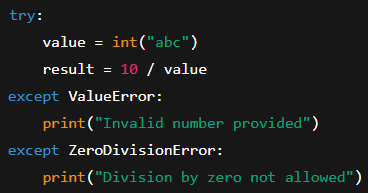 try:
    value = int("abc")
    result = 10 / value
except ValueError:
    print("Invalid number provided")
except ZeroDivisionError:
    print("Division by zero not allowed")